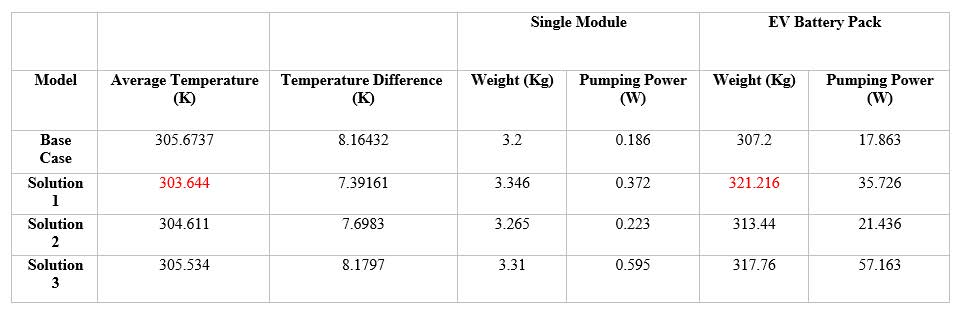 Single Module EV Battery Pack
Model Average Temperature Temperature Difference Weight (Kg) Pumping Power Weight (Kg) Pumping Power
(K) (K) (W) (W)
Base 305.6737 8.16432 3.2 0.186 307.2 17.863
Case
Solution 303.644 7.39161 3.346 0.372 321.216 35.726
1
Solution 304.611 7.6983 3.265 0.223 313.44 21.436
2
Solution 305.534 8.1797 3.31 0.595 317.76 57.163
3